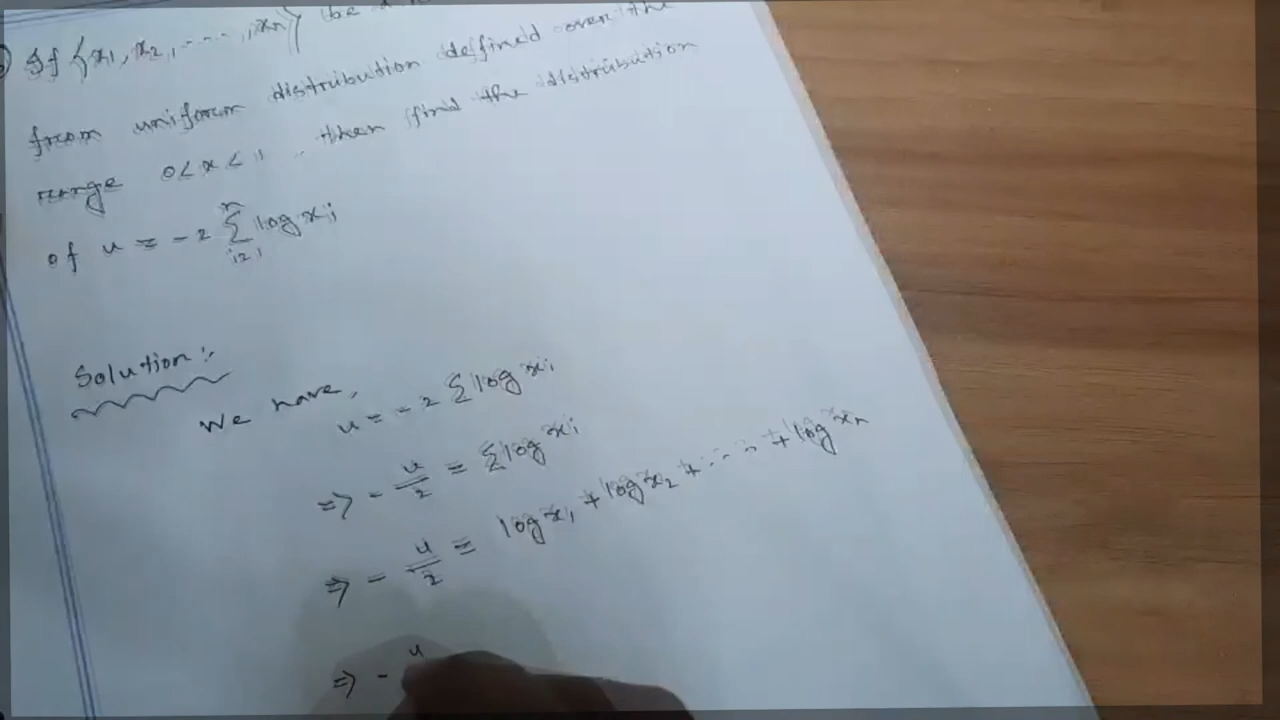 If {x₁, x₂, ...., xₙ} be a
from uniform distribution defined over the
range 0<x<1, then find the distribution
of u = -2 Σⁿᵢ₌₁ log xᵢ
Solution:
We have,
u = -2 Σ log xᵢ
⇒ - u/2 = Σ log xᵢ
⇒ - u/2 = log x₁ + log x₂ + .... + log xₙ
⇒ - u